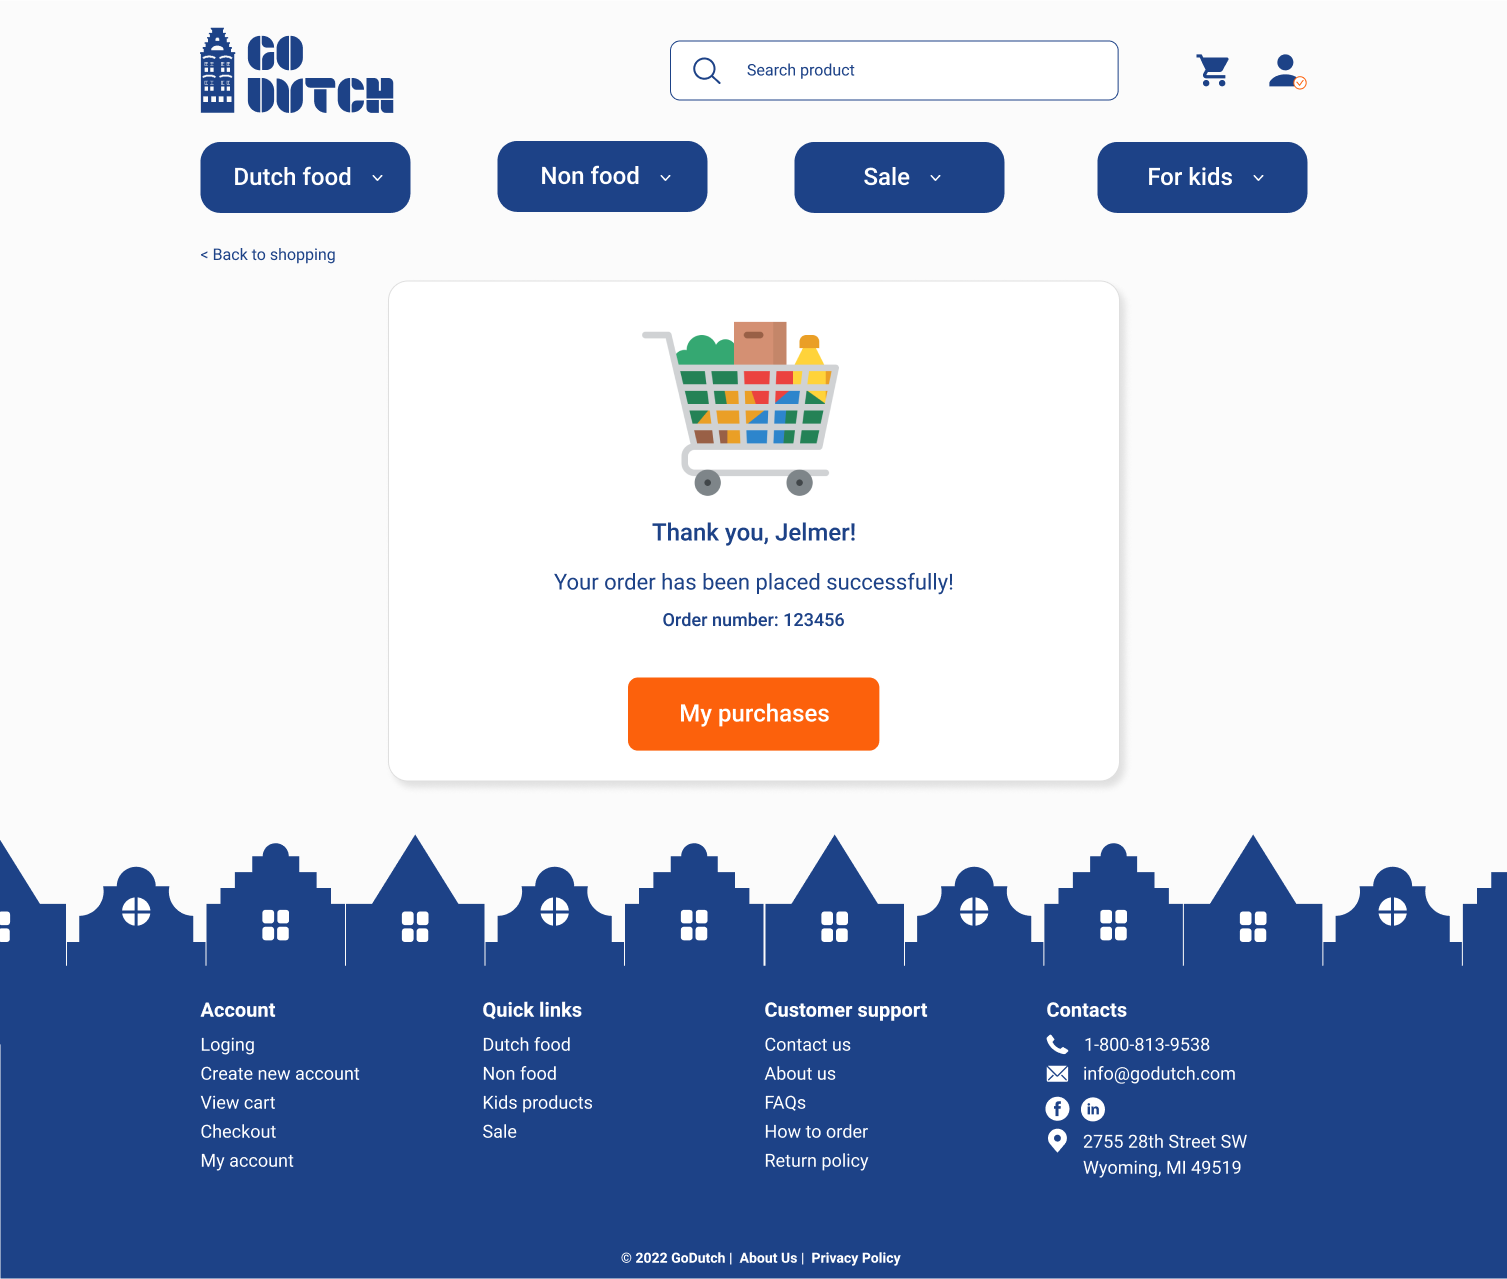 GO
DUTCH
Search product
Dutch food
Non food
Sale
For kids
< Back to shopping
Thank you, Jelmer!
Your order has been placed successfully!
Order number: 123456
My purchases
Account
Loging
Create new account
View cart
Checkout
My account
Quick links
Dutch food
Non food
Kids products
Sale
Customer support
Contact us
About us
FAQs
How to order
Return policy
Contacts
1-800-813-9538
info@godutch.com
f
in
2755 28th Street SW
Wyoming, MI 49519
© 2022 GoDutch | About Us | Privacy Policy